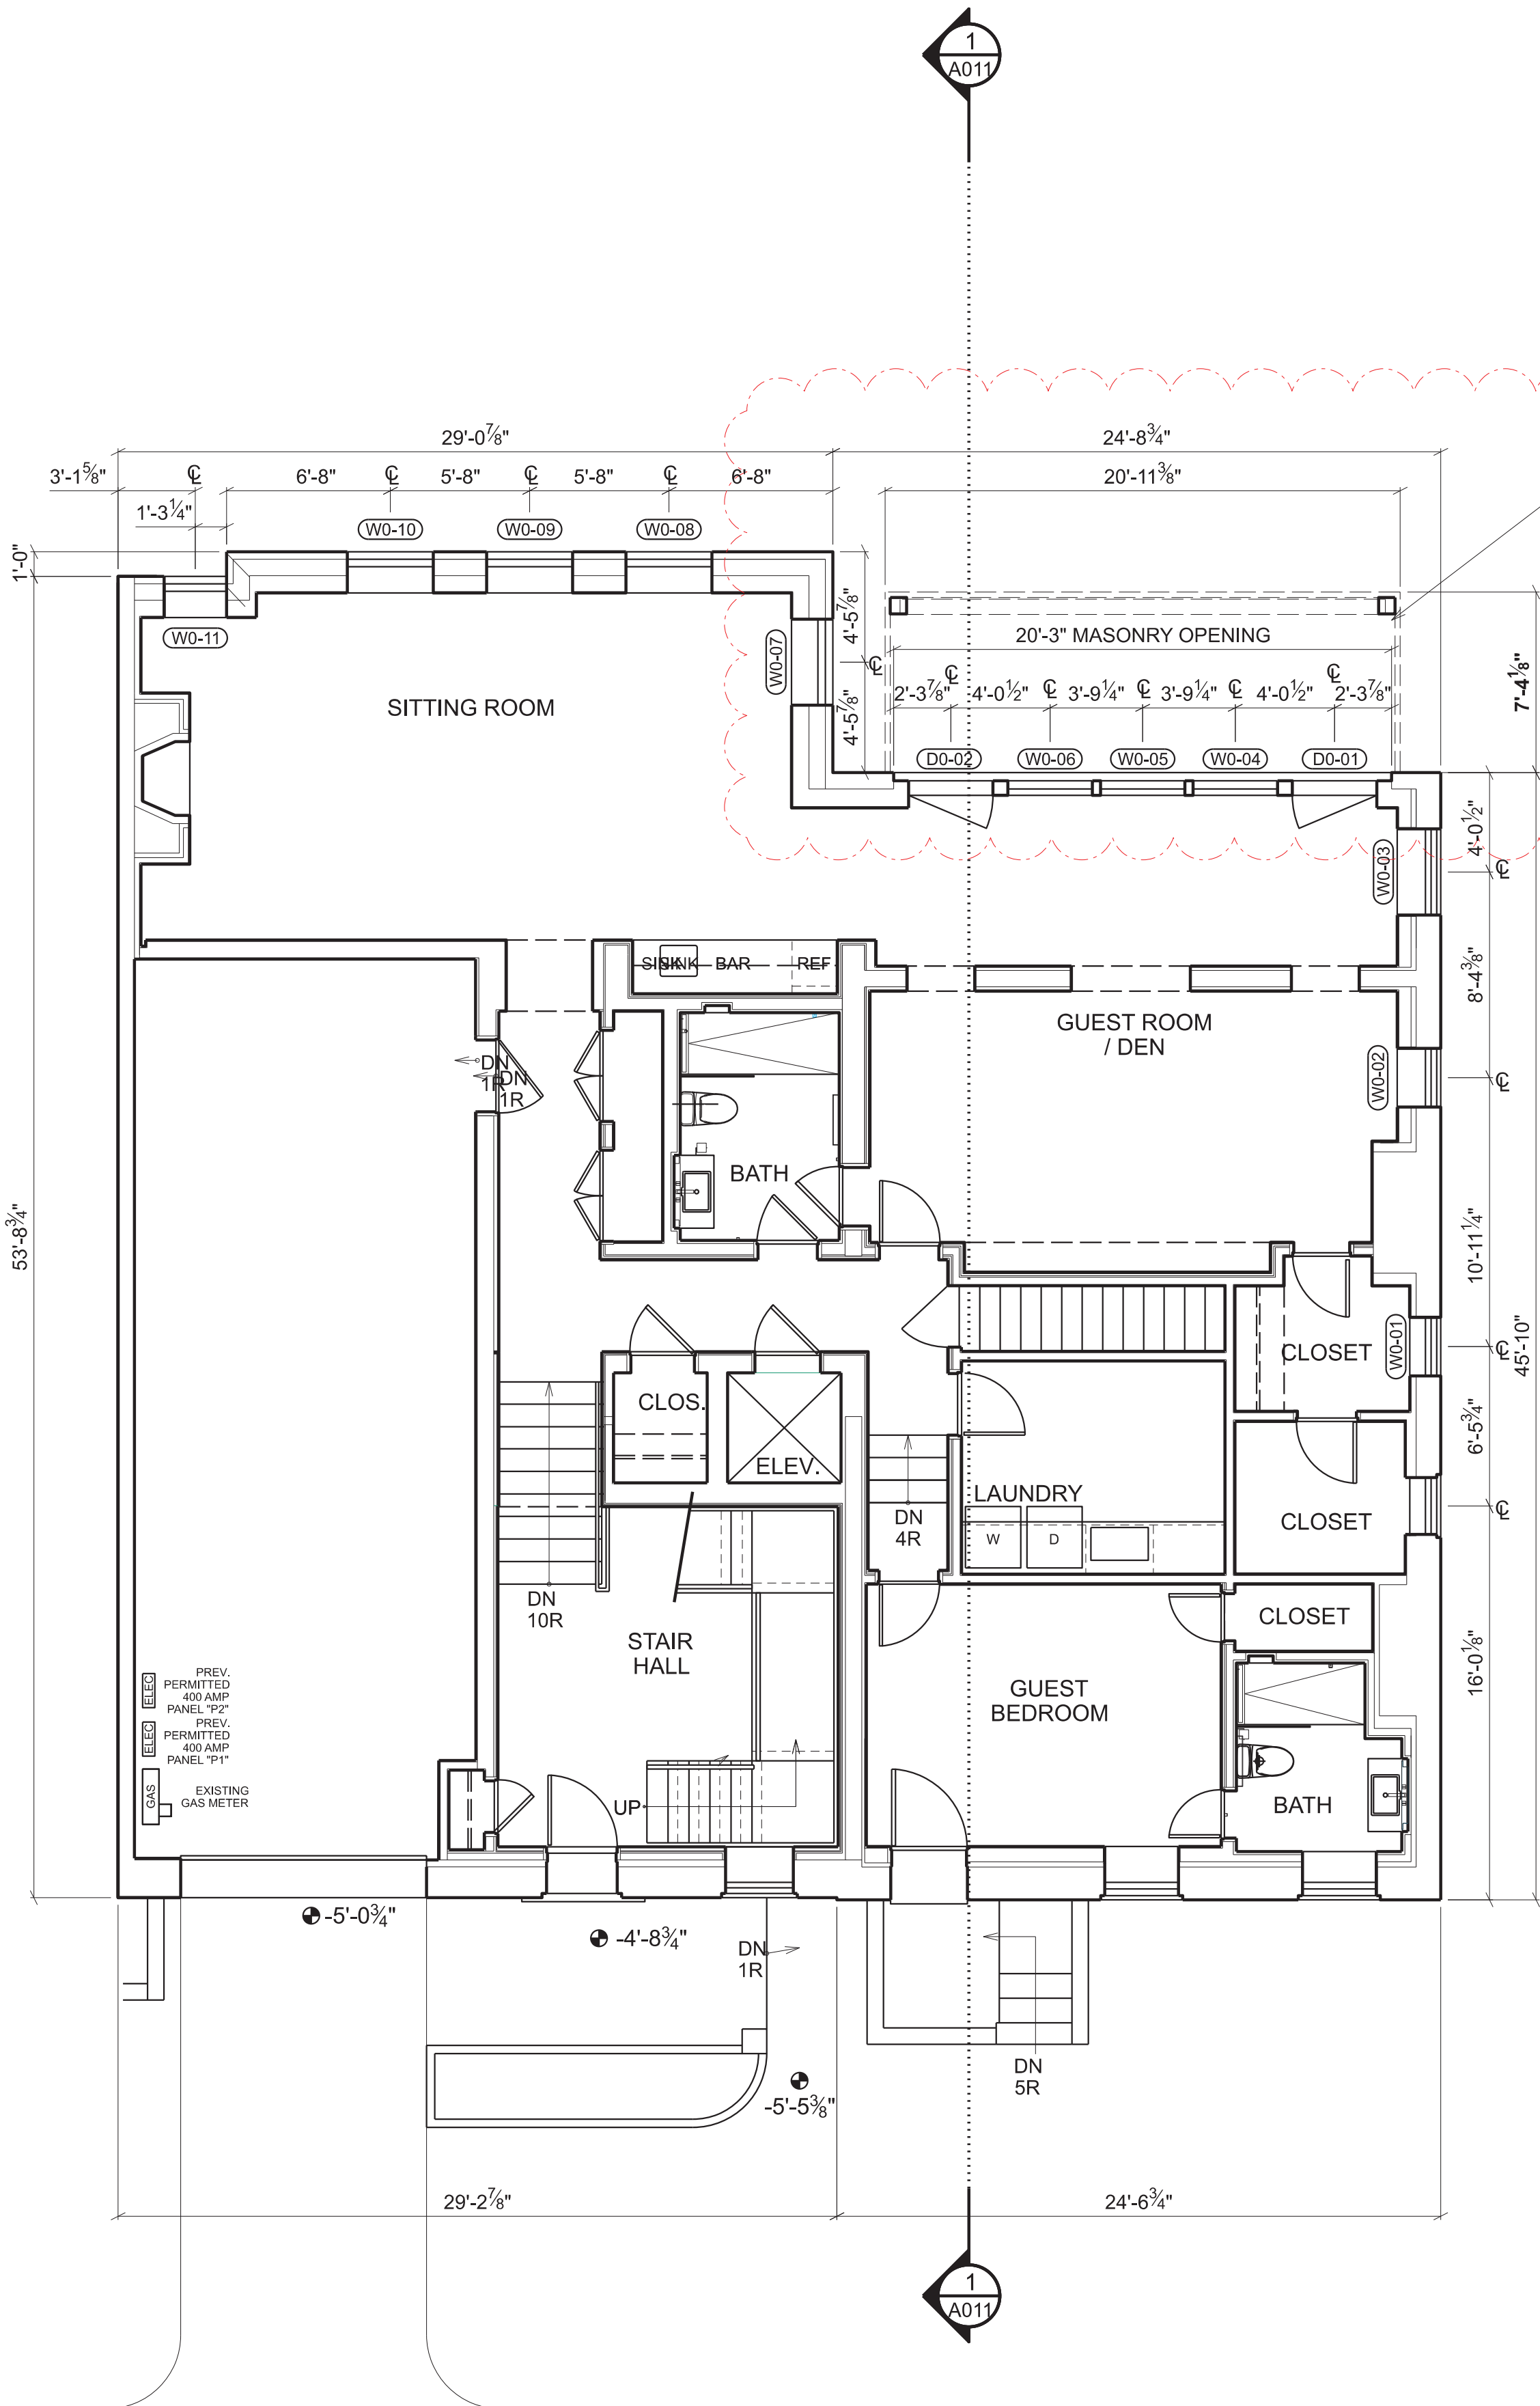 1
A011
29'-0⅞"
24'-8¾"
3'-1⅝"
6'-8"
5'-8"
5'-8"
6'-8"
20'-11⅜"
1'-3¼"
W0-10
W0-09
W0-08
1'-0"
W0-11
W0-07
4'-5⅞"
4'-5⅞"
20'-3" MASONRY OPENING
2'-3⅞"
4'-0½"
3'-9¼"
3'-9¼"
4'-0½"
2'-3⅞"
7'-4⅛"
SITTING ROOM
D0-02
W0-06
W0-05
W0-04
D0-01
W0-03
4'-0½"
SINK
SINK
BAR
REF
8'-4⅜"
GUEST ROOM
/ DEN
DN
1R
DN
1R
W0-02
BATH
53'-8¾"
10'-11¼"
CLOSET
W0-01
45'-10"
CLOS.
ELEV.
6'-5¾"
LAUNDRY
W
D
DN
4R
CLOSET
DN
10R
STAIR
HALL
CLOSET
16'-0⅛"
GUEST
BEDROOM
ELEC
PREV.
PERMITTED
400 AMP
PANEL "P2"
ELEC
PREV.
PERMITTED
400 AMP
PANEL "P1"
GAS
EXISTING
GAS METER
UP
BATH
-5'-0¾"
-4'-8¾"
DN
1R
DN
5R
-5'-5⅜"
29'-2⅞"
24'-6¾"
1
A011